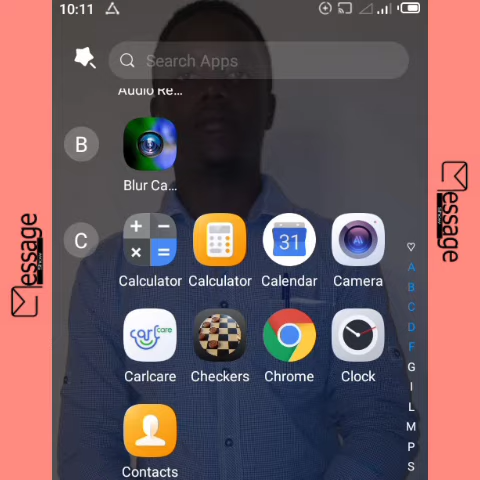 10:11
Search Apps
Audio Re...
B
Blur Ca...
C
31
Calculator
Calculator
Calendar
Camera
Carlcare
Checkers
Chrome
Clock
Contacts
♡
A
B
C
D
F
G
I
L
M
P
S
essage
essage